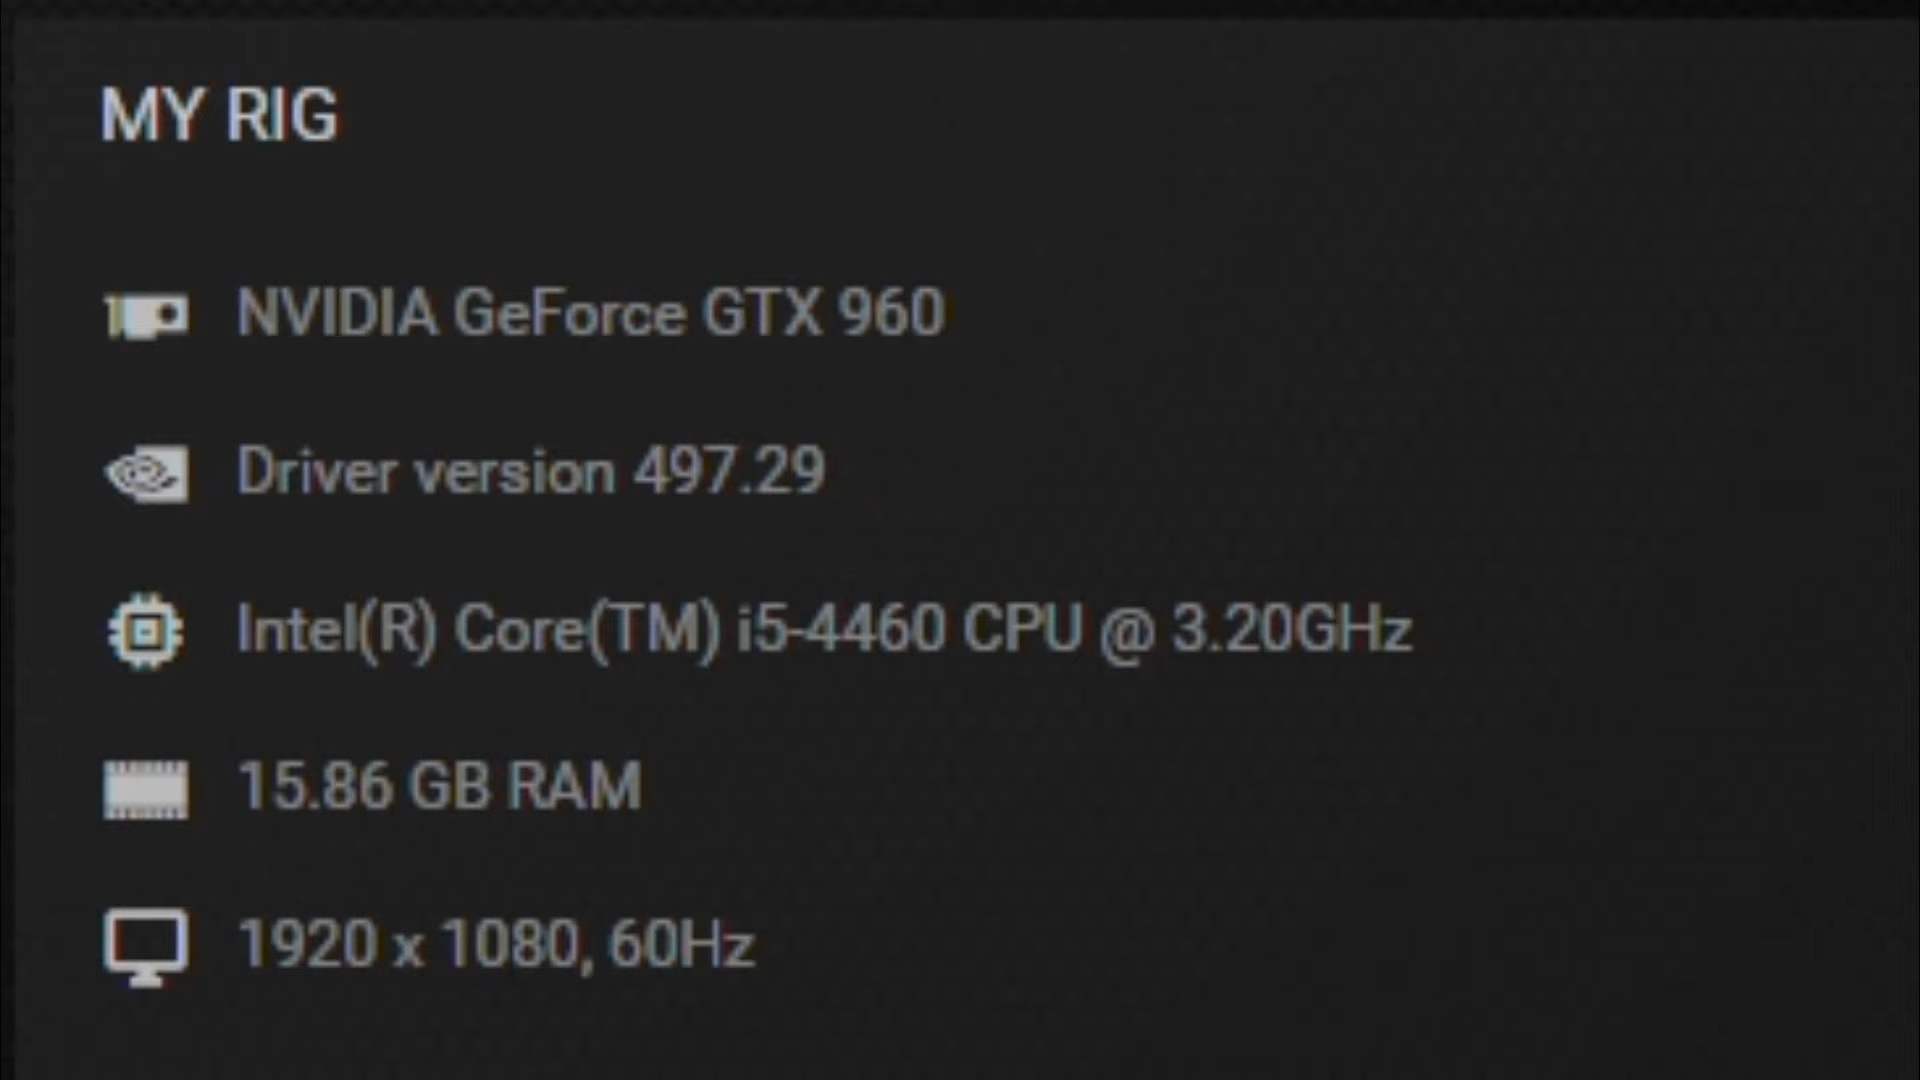 MY RIG
NVIDIA GeForce GTX 960
Driver version 497.29
Intel(R) Core(TM) i5-4460 CPU @ 3.20GHz
15.86 GB RAM
1920 x 1080, 60Hz